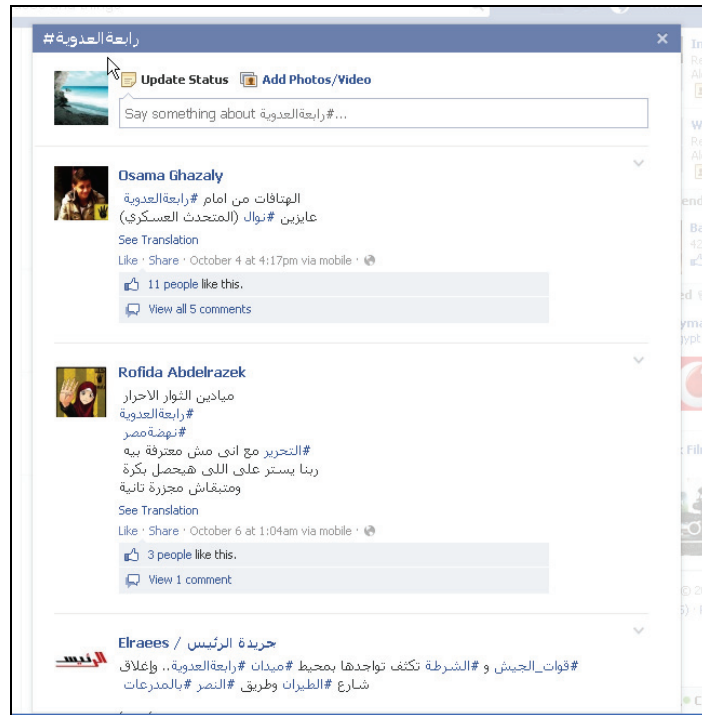 #رابعةالعدوية
Update Status Add Photos/Video
Say something about #رابعةالعدوية...
Osama Ghazaly
الهتافات من امام #رابعةالعدوية
عايزين #نوال (المتحدث العسكري)
See Translation
Like · Share · October 4 at 4:17pm via mobile ·
11 people like this.
View all 5 comments
Rofida Abdelrazek
ميادين الثوار الاحرار
#رابعةالعدوية
#نهضةمصر
#التحرير مع انى مش معترفة بيه
ربنا يستر على اللى هيحصل بكرة
ومتبقاش مجزرة تانية
See Translation
Like · Share · October 6 at 1:04am via mobile ·
3 people like this.
View 1 comment
الرئيس
Elraees / جريدة الرئيس
#قوات_الجيش و #الشرطة تكثف تواجدها بمحيط #ميدان #رابعةالعدوية.. وإغلاق
شارع #الطيران وطريق #النصر #بالمدرعات